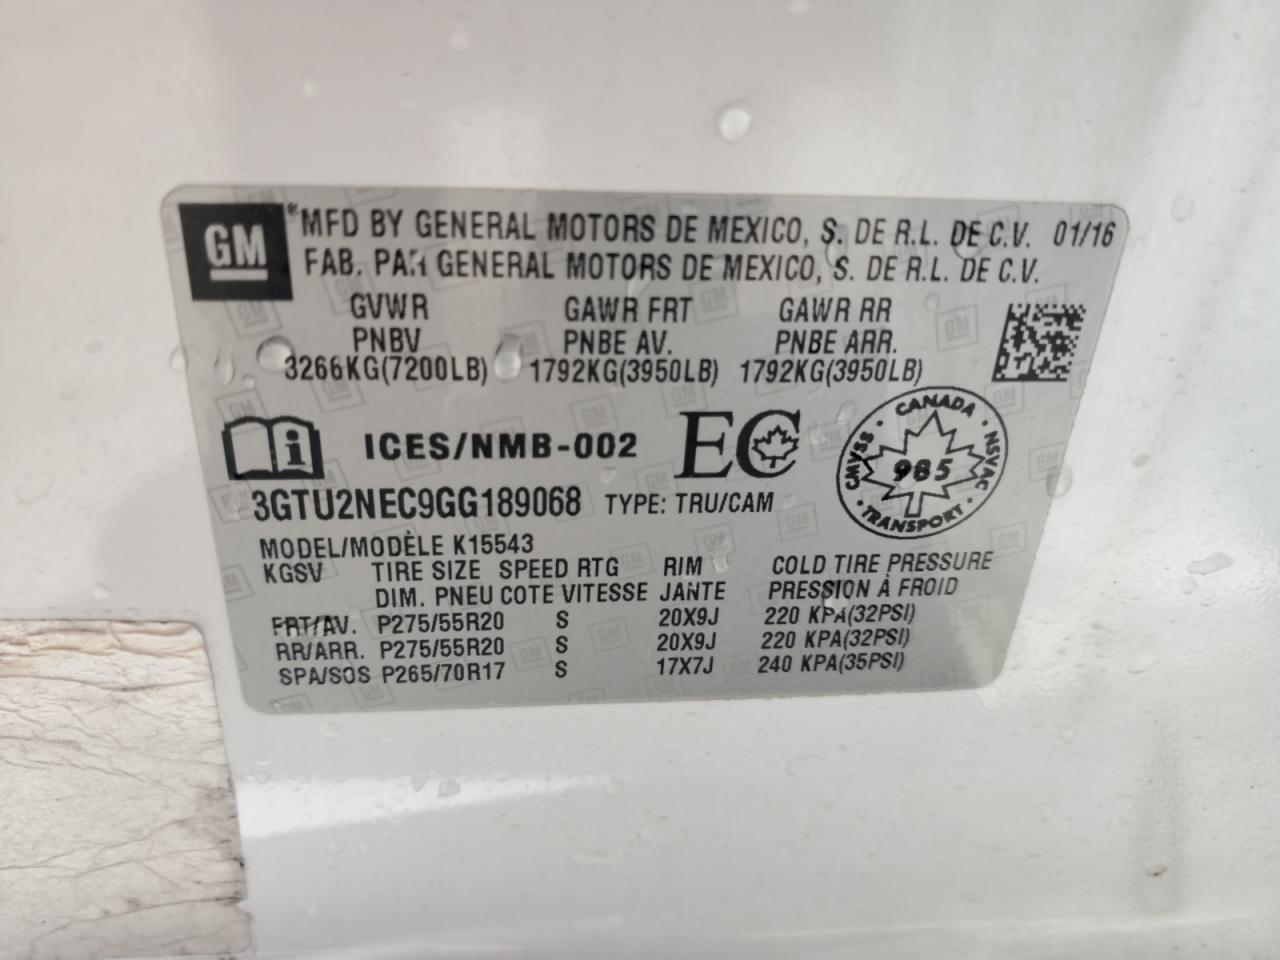 GM ® MFD BY GENERAL MOTORS DE MEXICO, S. DE R.L. DE C.V. 01/16
FAB. PAR GENERAL MOTORS DE MEXICO, S. DE R.L. DE C.V.
GVWR GAWR FRT GAWR RR
PNBV PNBE AV. PNBE ARR.
3266KG(7200LB) 1792KG(3950LB) 1792KG(3950LB)
i ICES/NMB-002 EC
CANADA
CMVSS 985 NSVAC
TRANSPORT
3GTU2NEC9GG189068 TYPE: TRU/CAM
MODEL/MODÈLE K15543
KGSV TIRE SIZE SPEED RTG RIM COLD TIRE PRESSURE
DIM. PNEU COTE VITESSE JANTE PRESSION À FROID
FRT/AV. P275/55R20 S 20X9J 220 KPA(32PSI)
RR/ARR. P275/55R20 S 20X9J 220 KPA(32PSI)
SPA/SOS P265/70R17 S 17X7J 240 KPA(35PSI)